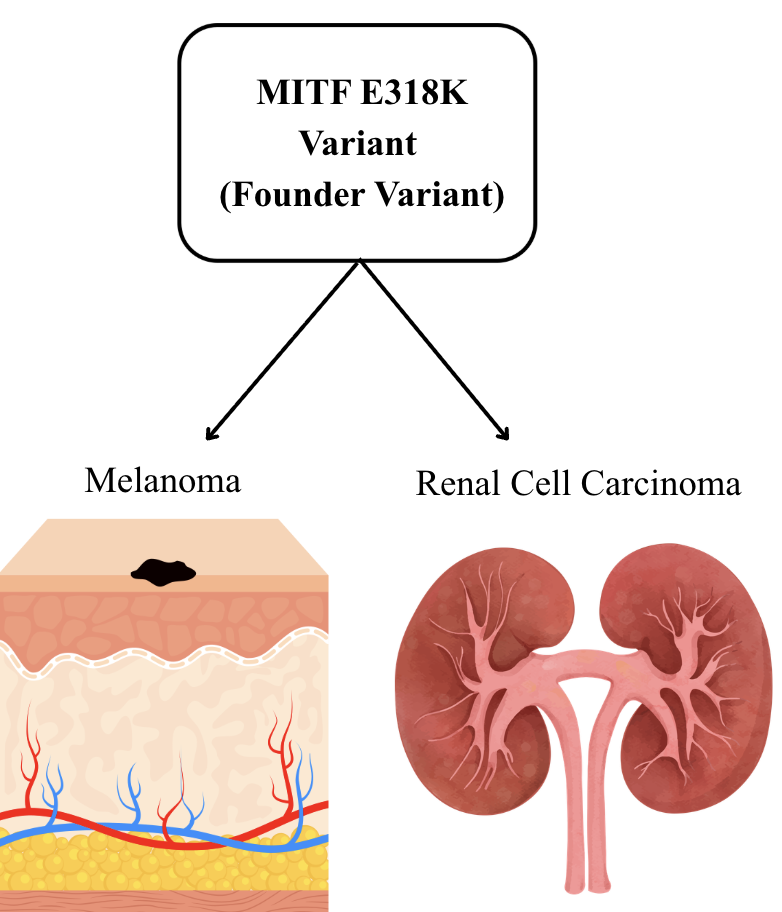 MITF E318K
Variant
(Founder Variant)
Melanoma
Renal Cell Carcinoma